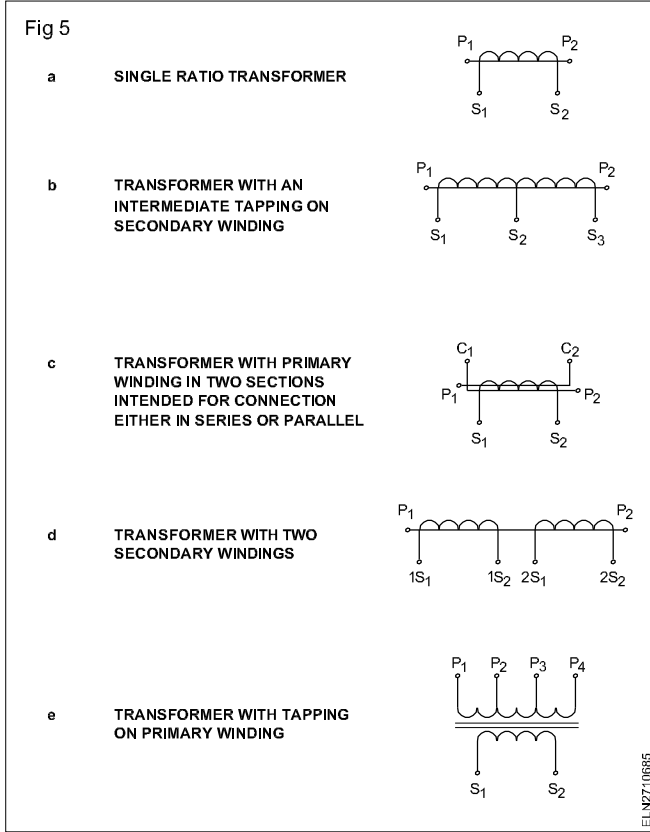 Fig 5
a SINGLE RATIO TRANSFORMER
P1 P2
S1 S2
b TRANSFORMER WITH AN
INTERMEDIATE TAPPING ON
SECONDARY WINDING
P1 P2
S1 S2 S3
c TRANSFORMER WITH PRIMARY
WINDING IN TWO SECTIONS
INTENDED FOR CONNECTION
EITHER IN SERIES OR PARALLEL
C1 C2
P1 P2
S1 S2
d TRANSFORMER WITH TWO
SECONDARY WINDINGS
P1 P2
1S1 1S2 2S1 2S2
e TRANSFORMER WITH TAPPING
ON PRIMARY WINDING
P1 P2 P3 P4
S1 S2
ELN2710685